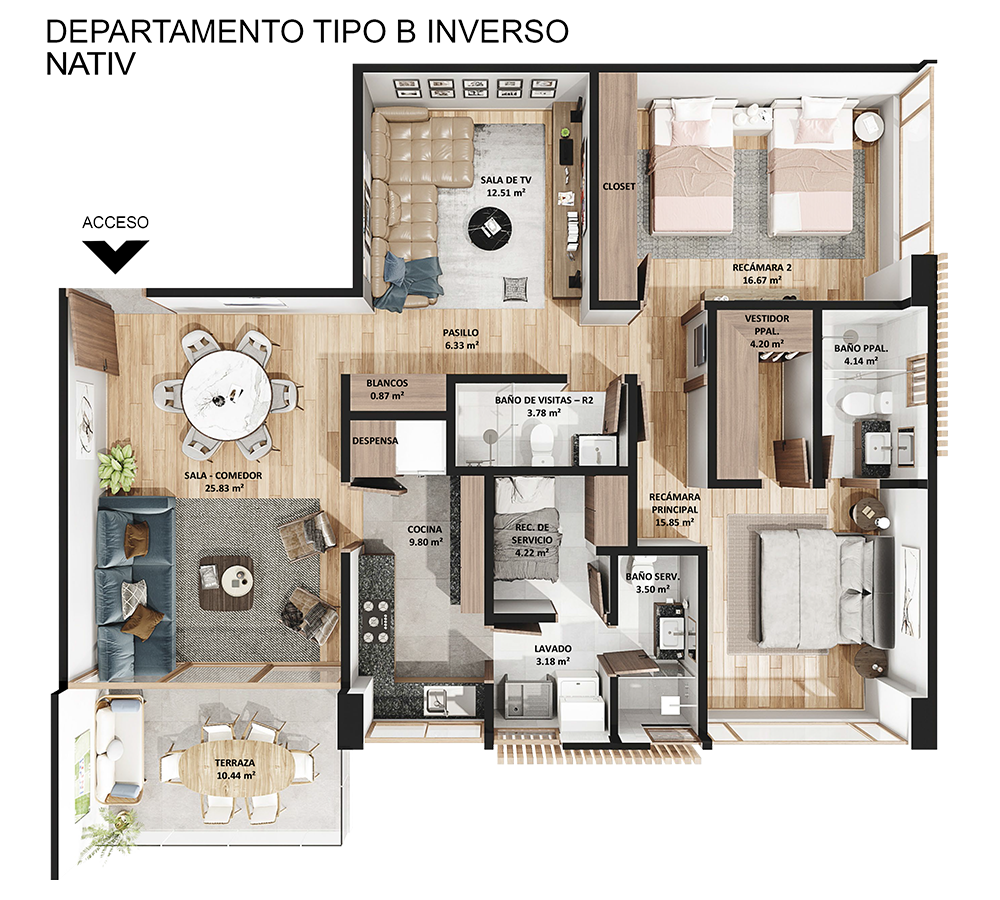 DEPARTAMENTO TIPO B INVERSO
NATIV
ACCESO
SALA DE TV
12.51 m²
CLOSET
RECÁMARA 2
16.67 m²
PASILLO
6.33 m²
VESTIDOR
PPAL.
4.20 m²
BAÑO PPAL.
4.14 m²
BLANCOS
0.87 m²
BAÑO DE VISITAS – R2
3.78 m²
DESPENSA
SALA - COMEDOR
25.83 m²
RECÁMARA
PRINCIPAL
15.85 m²
COCINA
9.80 m²
REC. DE
SERVICIO
4.22 m²
BAÑO SERV.
3.50 m²
LAVADO
3.18 m²
TERRAZA
10.44 m²